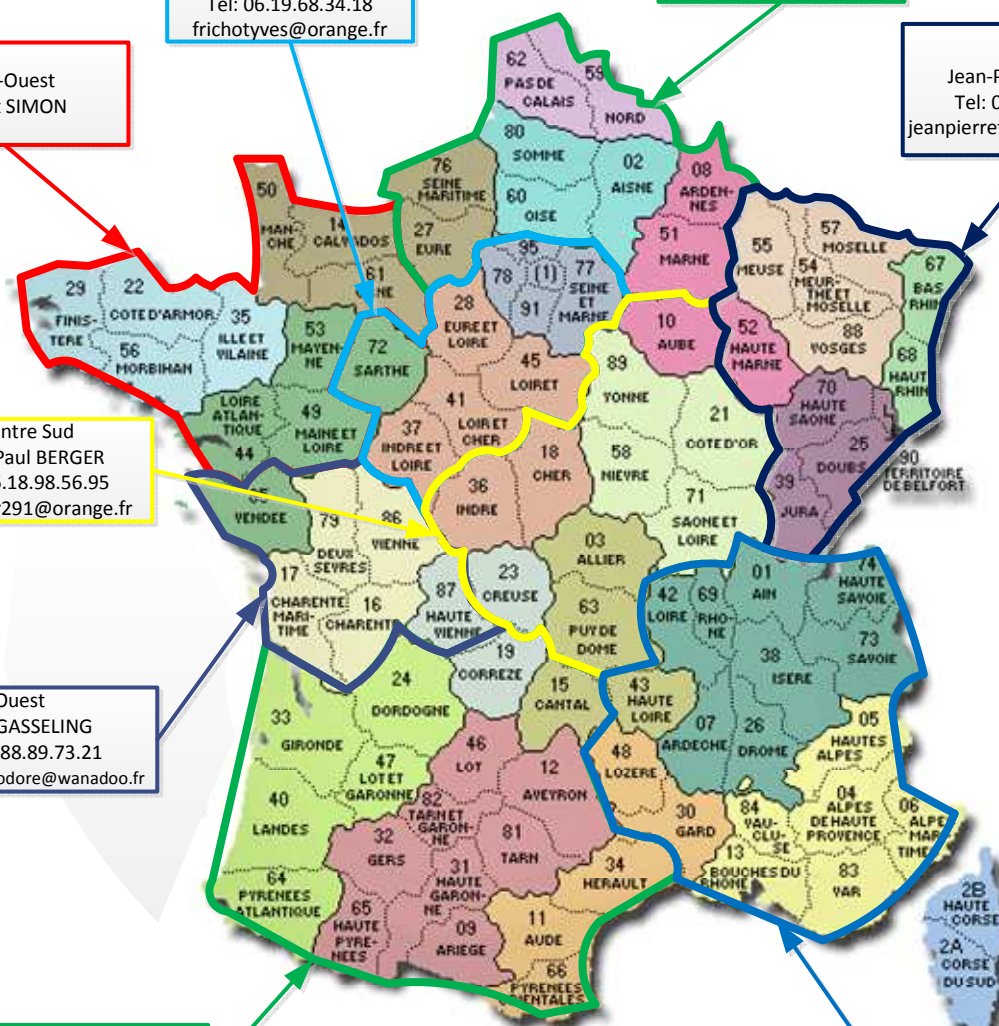 Tel: 06.19.68.34.18
frichotyves@orange.fr
-Ouest
SIMON
Jean-P
Tel: 0
jeanpierre
62
PAS DE
CALAIS
59
NORD
80
SOMME
02
AISNE
60
OISE
76
SEINE
MARITIME
27
EURE
08
ARDEN-
NES
51
MARNE
50
MAN-
CHE
14
CALVADOS
61
95
78
(1)
91
77
SEINE
ET
MARNE
55
MEUSE
57
MOSELLE
54
MEUR-
THE ET
MOSELLE
67
BAS
RHIN
88
VOSGES
68
HAUT
RHIN
29
FINIS-
TERE
22
COTE D'ARMOR
56
MORBIHAN
35
ILLE ET
VILAINE
53
MAYEN-
NE
72
SARTHE
28
EURE ET
LOIRE
45
LOIRET
10
AUBE
52
HAUTE
MARNE
89
YONNE
70
HAUTE
SAONE
LOIRE
ATLAN-
TIQUE
44
49
MAINE ET
LOIRE
41
LOIR ET
CHER
37
INDRE ET
LOIRE
18
CHER
36
INDRE
58
NIEVRE
21
COTE D'OR
25
DOUBS
90
TERRITOIRE
DE BELFORT
39
JURA
71
SAONE ET
LOIRE
entre Sud
Paul BERGER
.18.98.56.95
r291@orange.fr
VENDEE
79
DEUX
SEVRES
86
VIENNE
03
ALLIER
23
CREUSE
87
HAUTE
VIENNE
17
CHARENTE
MARI-
TIME
16
CHARENTE
63
PUY DE
DOME
42
LOIRE
69
RHO-
NE
01
AIN
74
HAUTE
SAVOIE
73
SAVOIE
38
ISERE
19
CORREZE
15
CANTAL
43
HAUTE
LOIRE
07
ARDECHE
26
DROME
05
HAUTES
ALPES
Ouest
GASSELING
88.89.73.21
odore@wanadoo.fr
24
DORDOGNE
33
GIRONDE
46
LOT
47
LOT ET
GARONNE
12
AVEYRON
48
LOZERE
40
LANDES
82
TARN ET
GARON-
NE
32
GERS
81
TARN
30
GARD
84
VAU-
CLU-
SE
04
ALPES
DE HAUTE
PROVENCE
06
ALPE
MAR
TIME
13
BOUCHES DU
RHONE
83
VAR
31
HAUTE
GARON-
NE
34
HERAULT
64
PYRENEES
ATLANTIQUE
65
HAUTE
PYRE-
NEES
09
ARIEGE
11
AUDE
66
PYRENEES
ORIENTALES
2B
HAUTE
CORSE
2A
CORSE
DU SUD